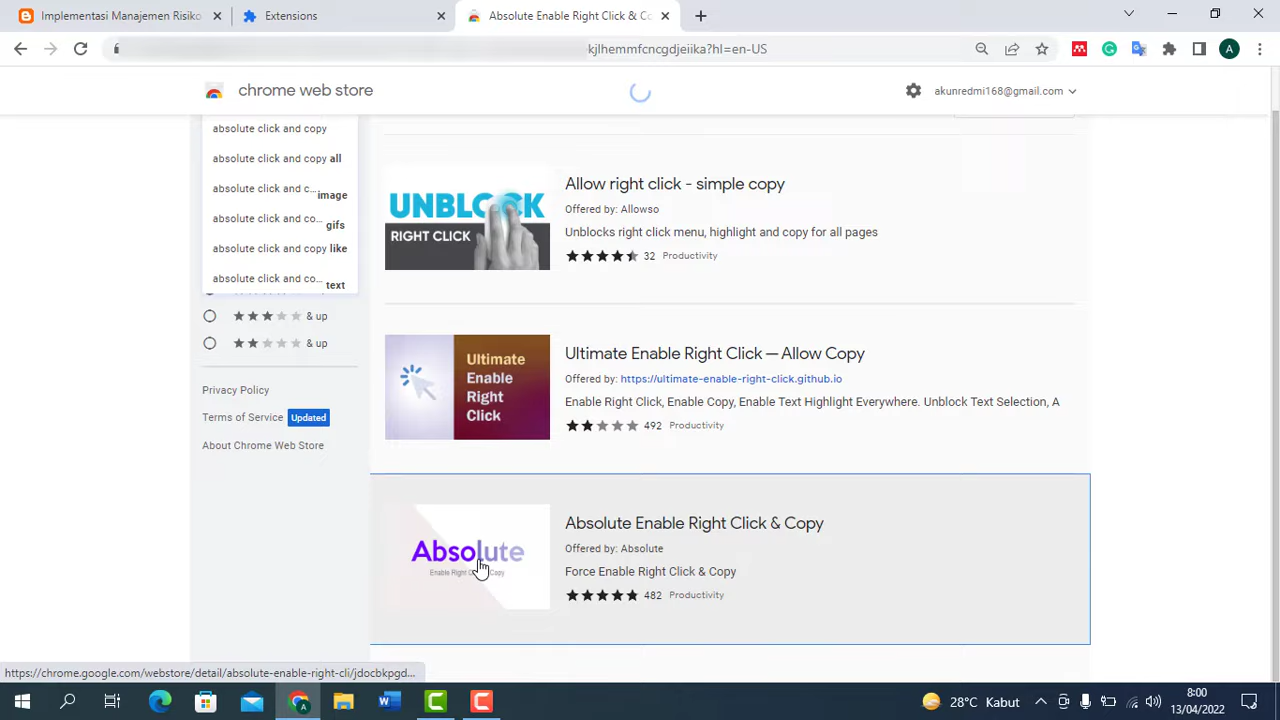 Implementasi Manajemen Risiko
Extensions
Absolute Enable Right Click & Co
kjlhemmfcncgdjeiika?hl=en-US
A
chrome web store
akunredmi168@gmail.com
absolute click and copy
absolute click and copy all
absolute click and c... image
absolute click and co... gifs
absolute click and copy like
absolute click and co... text
& up
& up
Privacy Policy
Terms of Service Updated
About Chrome Web Store
UNBLOCK
RIGHT CLICK
Allow right click - simple copy
Offered by: Allowso
Unblocks right click menu, highlight and copy for all pages
32 Productivity
Ultimate
Enable
Right
Click
Ultimate Enable Right Click — Allow Copy
Offered by: https://ultimate-enable-right-click.github.io
Enable Right Click, Enable Copy, Enable Text Highlight Everywhere. Unblock Text Selection, A
492 Productivity
Absolute
Enable Right Click & Copy
Absolute Enable Right Click & Copy
Offered by: Absolute
Force Enable Right Click & Copy
482 Productivity
https://chrome.google.com/webstore/detail/absolute-enable-right-cli/jdocbkpgd...
28°C Kabut
8:00
13/04/2022